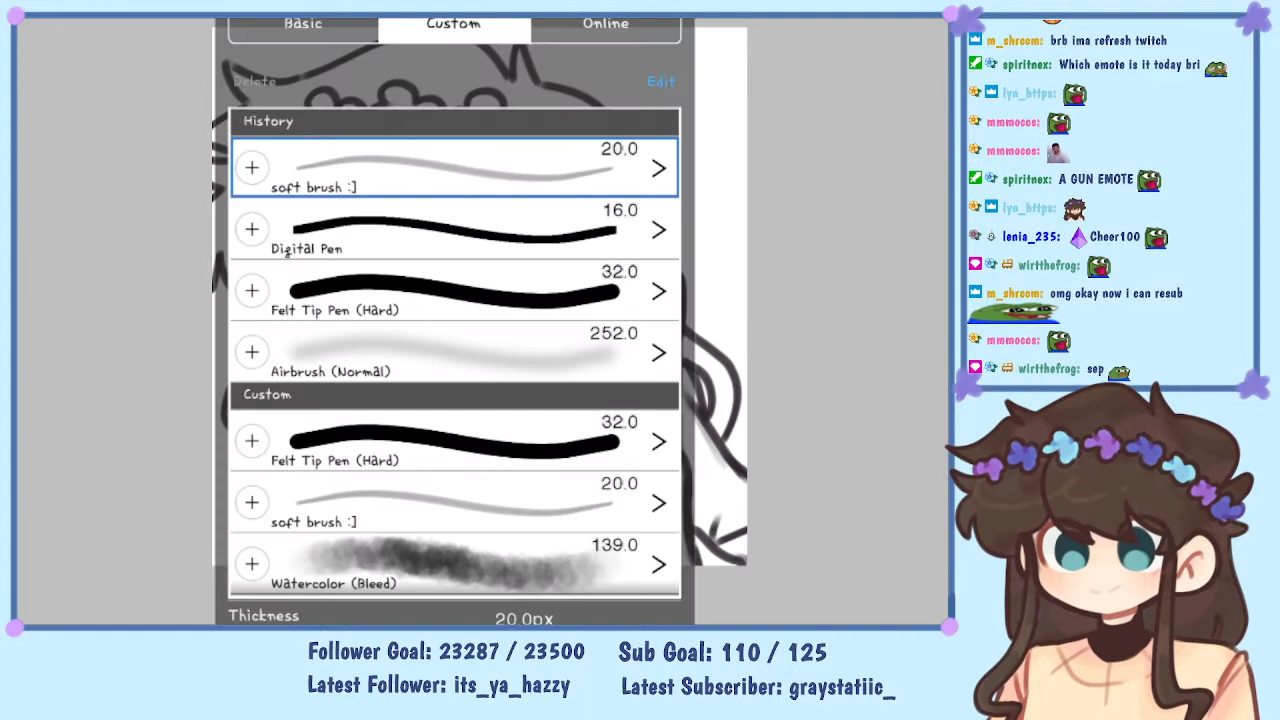 Basic Custom Online
Delete Edit
History
20.0
soft brush :]
16.0
Digital Pen
32.0
Felt Tip Pen (Hard)
252.0
Airbrush (Normal)
Custom
32.0
Felt Tip Pen (Hard)
20.0
soft brush :]
139.0
Watercolor (Bleed)
Thickness 20.0px
m_shroom: brb ima refresh twitch
spiritnex: Which emote is it today bri
lyn_https:
mmmocos:
mmmocos:
spiritnex: A GUN EMOTE
lyn_https:
lenia_235: Cheer100
wirtthefrog:
m_shroom: omg okay now i can resub
mmmocos:
wirtthefrog: sep
Follower Goal: 23287 / 23500
Latest Follower: its_ya_hazzy
Sub Goal: 110 / 125
Latest Subscriber: graystatiic_